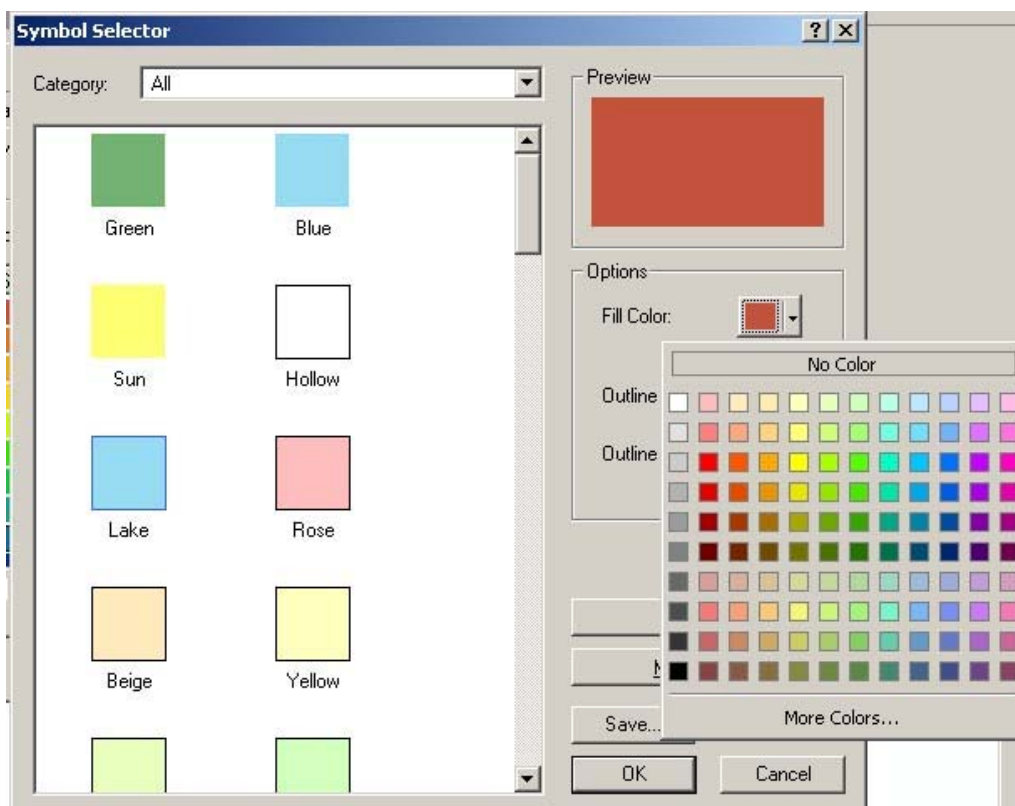 Symbol Selector
? X
Category: All
Preview
Green Blue
Options
Fill Color:
Sun Hollow
No Color
Outline
Outline
Lake Rose
Beige Yellow
Save...
More Colors...
OK Cancel